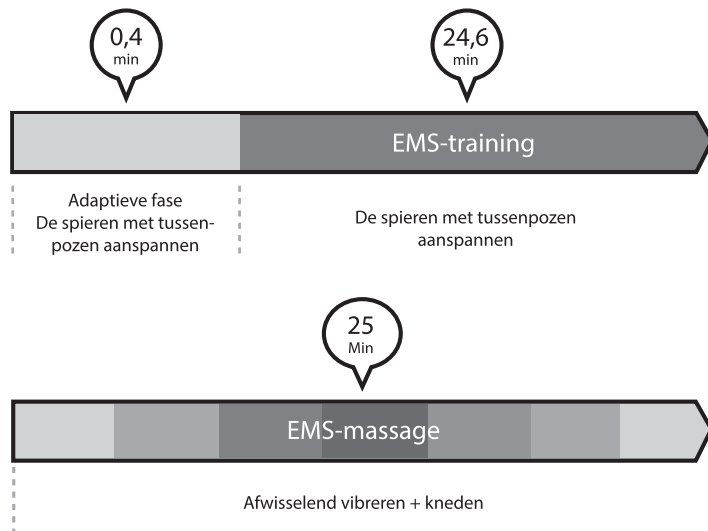 0,4
min
24,6
min
EMS-training
Adaptieve fase
De spieren met tussen-
pozen aanspannen
De spieren met tussenpozen
aanspannen
25
Min
EMS-massage
Afwisselend vibreren + kneden